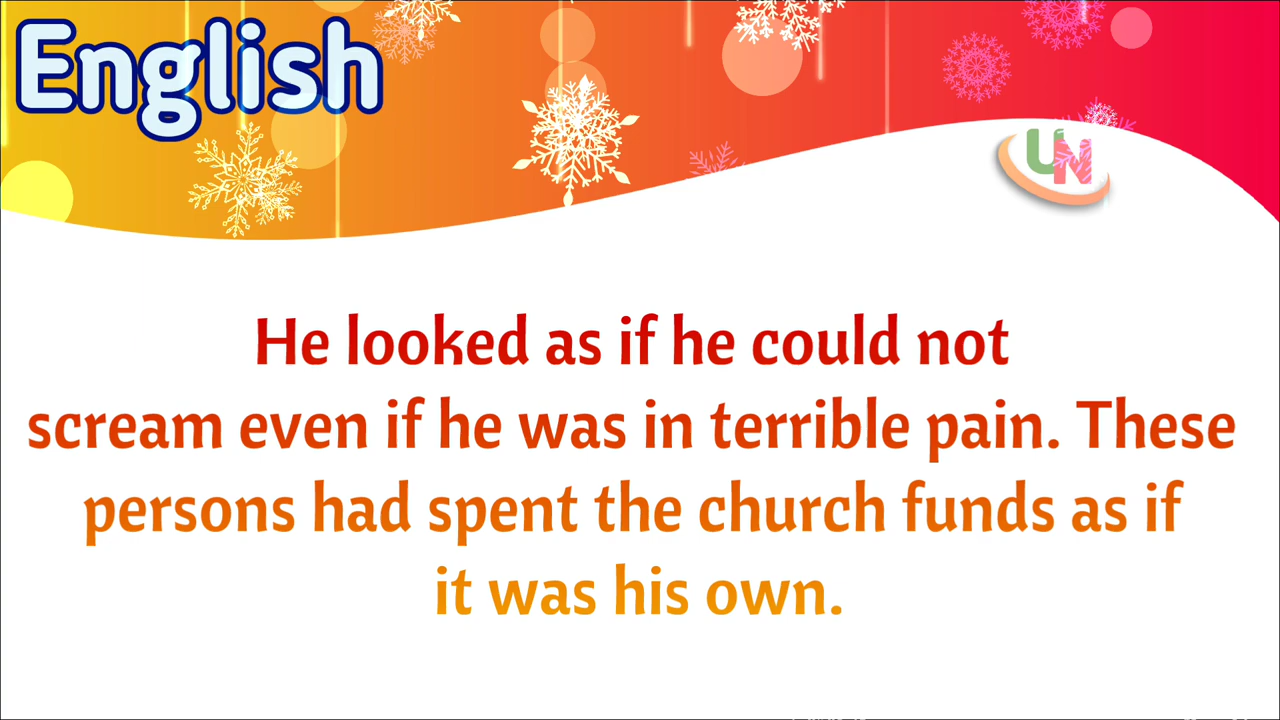 English
UN
He looked as if he could not
scream even if he was in terrible pain. These
persons had spent the church funds as if
it was his own.